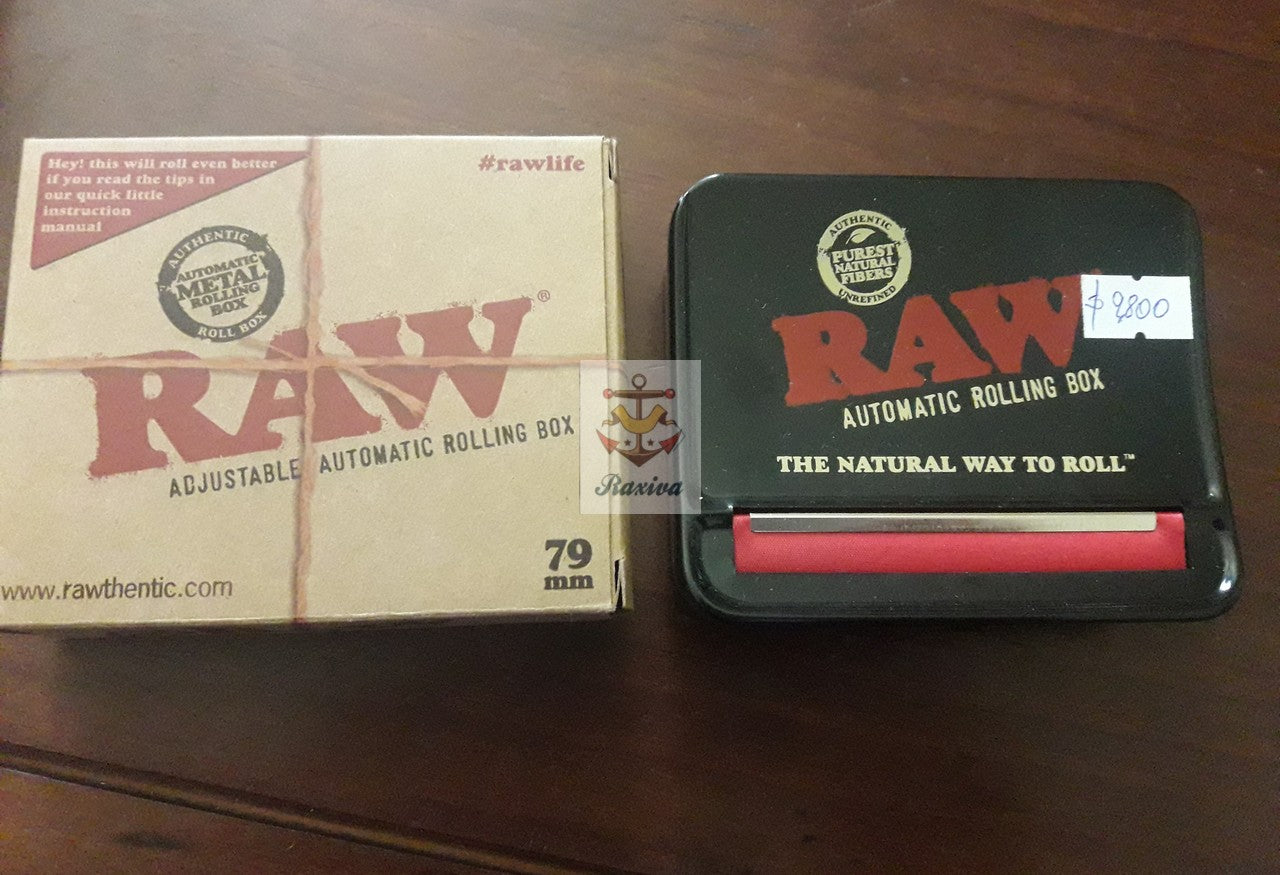 Hey! this will roll even better
if you read the tips in
our quick little
instruction
manual
#rawlife
AUTHENTIC
AUTOMATIC
METAL
ROLLING
BOX
ROLL BOX
RAW®
ADJUSTABLE AUTOMATIC ROLLING BOX
79
mm
www.rawthentic.com
Raxiva
AUTHENTIC
PUREST
NATURAL
FIBERS
UNREFINED
RAW
AUTOMATIC ROLLING BOX
THE NATURAL WAY TO ROLL™